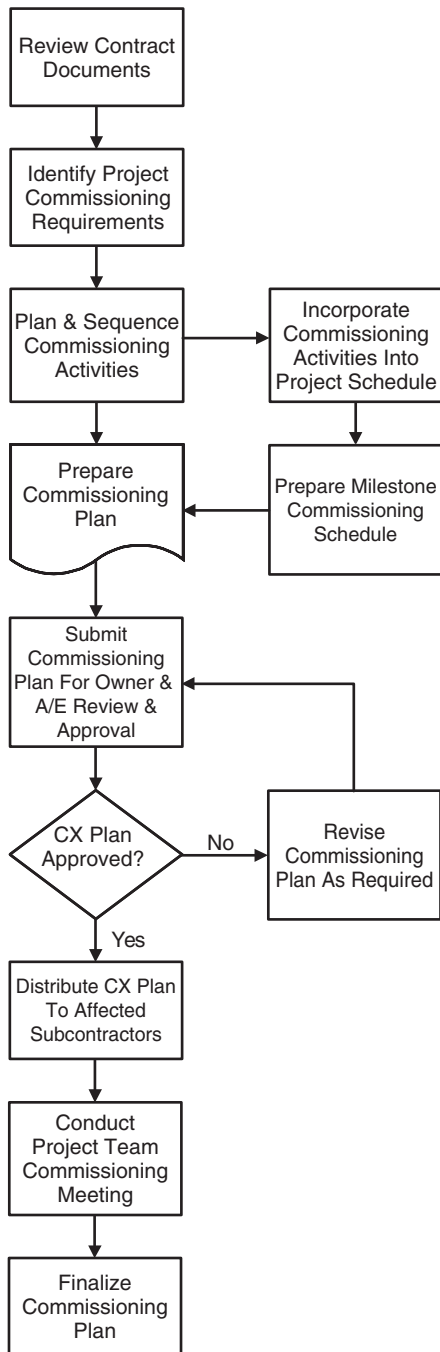 Review Contract
Documents
Identify Project
Commissioning
Requirements
Plan & Sequence
Commissioning
Activities
Incorporate
Commissioning
Activities Into
Project Schedule
Prepare
Commissioning
Plan
Prepare Milestone
Commissioning
Schedule
Submit
Commissioning
Plan For Owner &
A/E Review &
Approval
CX Plan
Approved?
No
Revise
Commissioning
Plan As Required
Yes
Distribute CX Plan
To Affected
Subcontractors
Conduct
Project Team
Commissioning
Meeting
Finalize
Commissioning
Plan